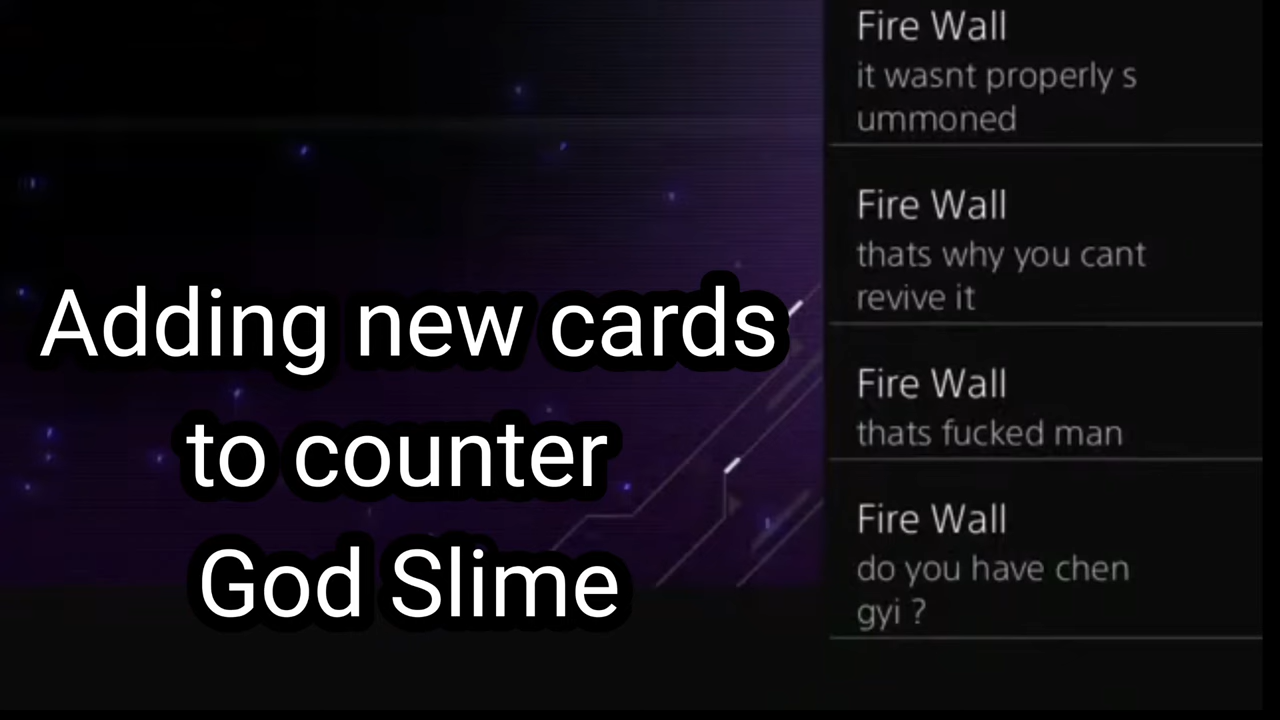 Fire Wall
it wasnt properly s
ummoned
Fire Wall
thats why you cant
revive it
Fire Wall
thats fucked man
Fire Wall
do you have chen
gyi ?
Adding new cards
to counter
God Slime